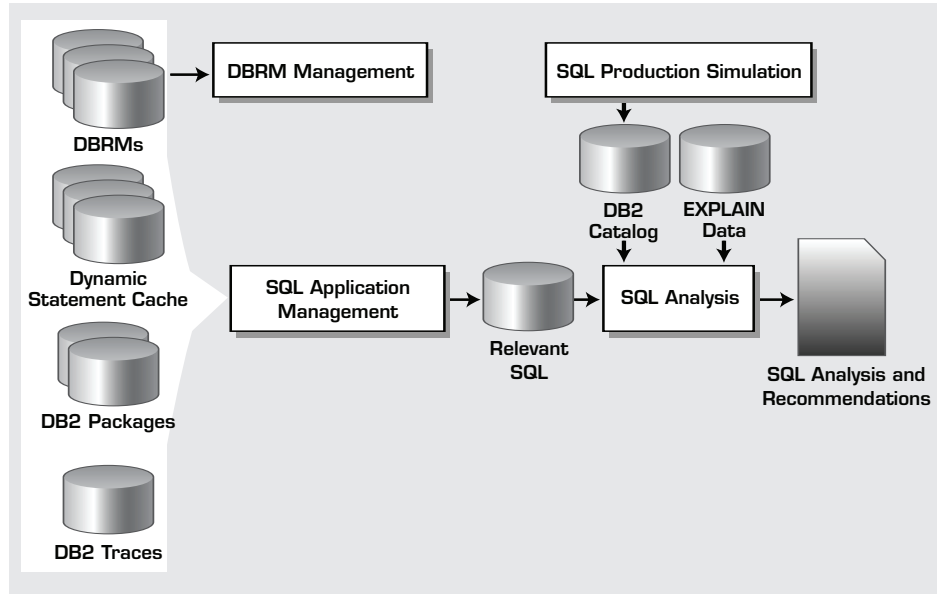 DBRMs
DBRM Management
SQL Production Simulation
DB2
Catalog
EXPLAIN
Data
Dynamic
Statement Cache
SQL Application
Management
Relevant
SQL
SQL Analysis
SQL Analysis and
Recommendations
DB2 Packages
DB2 Traces